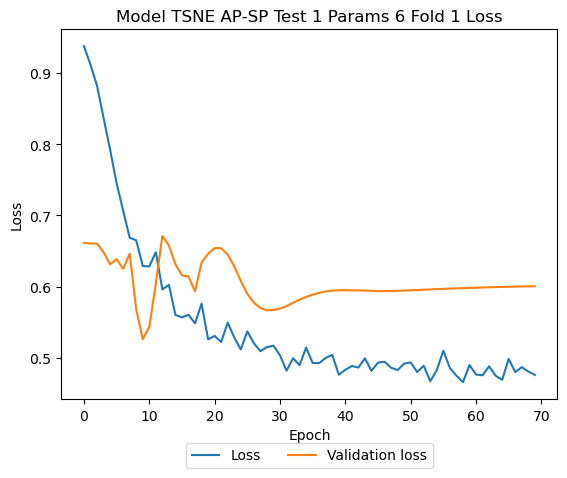 Model TSNE AP-SP Test 1 Params 6 Fold 1 Loss
Loss
0.9
0.8
0.7
0.6
0.5
0 10 20 30 40 50 60 70
Epoch
Loss Validation loss